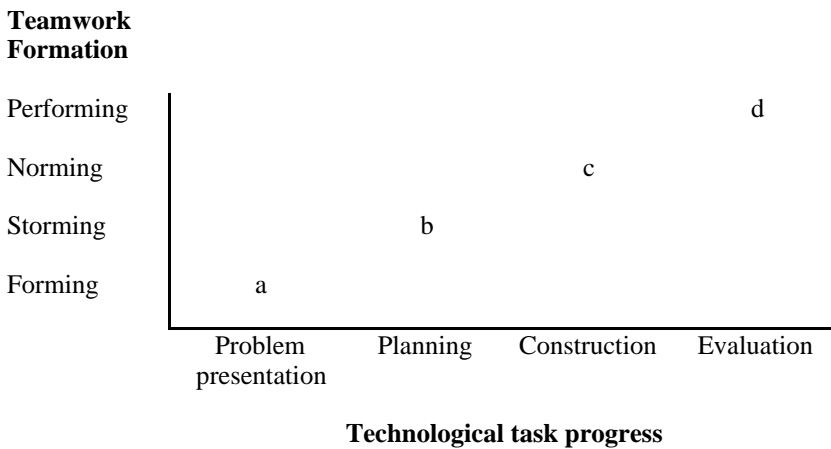 Teamwork
Formation
Performing d
Norming c
Storming b
Forming a
Problem Planning Construction Evaluation
presentation
Technological task progress